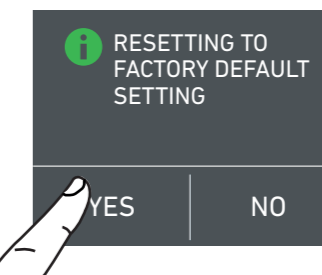 i RESETTING TO
FACTORY DEFAULT
SETTING
YES NO